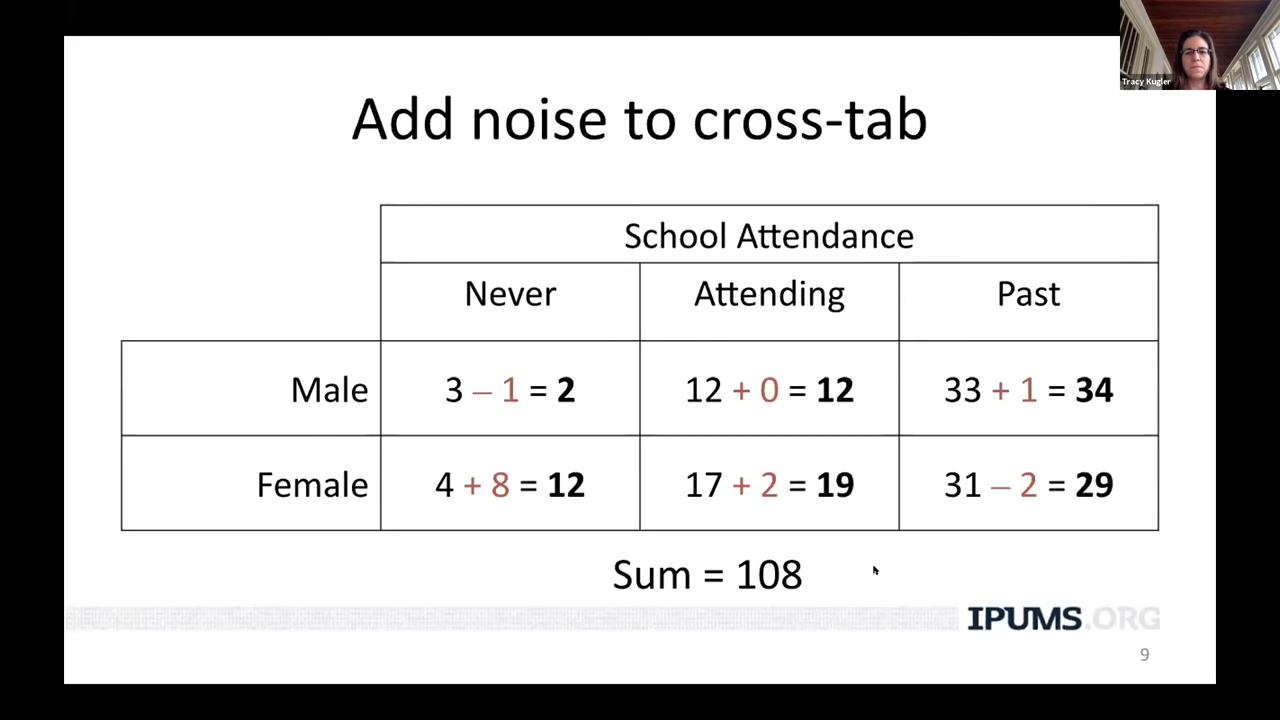 Tracy Kugler
Add noise to cross-tab
School Attendance
Never Attending Past
Male 3 – 1 = 2 12 + 0 = 12 33 + 1 = 34
Female 4 + 8 = 12 17 + 2 = 19 31 – 2 = 29
Sum = 108
IPUMS.ORG
9